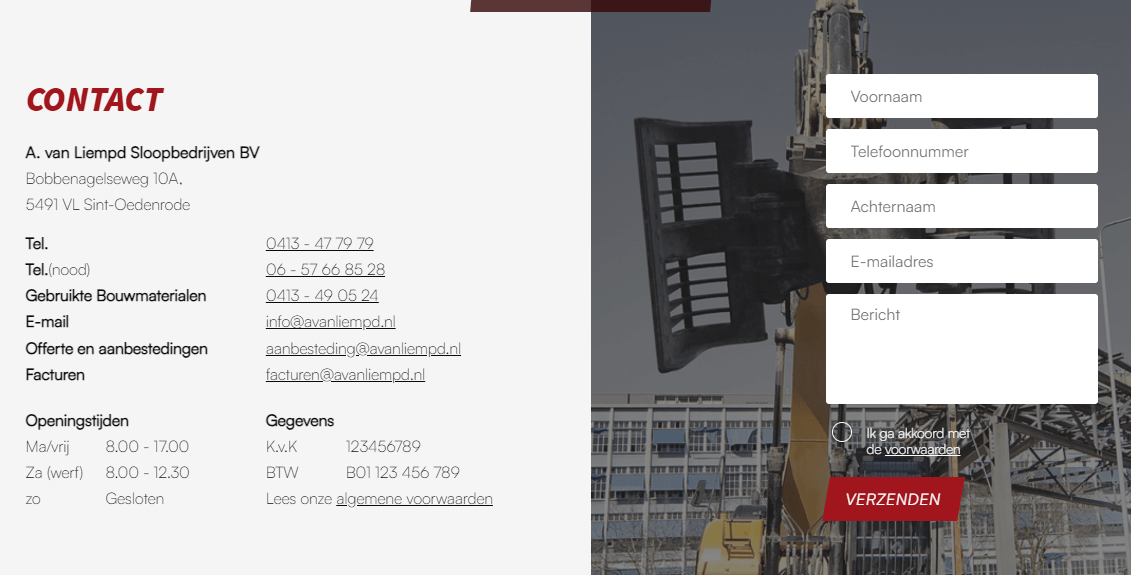 CONTACT
A. van Liempd Sloopbedrijven BV
Bobbenagelseweg 10A,
5491 VL Sint-Oedenrode
Tel. 0413 - 47 79 79
Tel.(nood) 06 - 57 66 85 28
Gebruikte Bouwmaterialen 0413 - 49 05 24
E-mail info@avanliempd.nl
Offerte en aanbestedingen aanbesteding@avanliempd.nl
Facturen facturen@avanliempd.nl
Openingstijden
Ma/vrij 8.00 - 17.00
Za (werf) 8.00 - 12.30
zo Gesloten
Gegevens
K.v.K 123456789
BTW B01 123 456 789
Lees onze algemene voorwaarden
Voornaam
Telefoonnummer
Achternaam
E-mailadres
Bericht
Ik ga akkoord met
de voorwaarden
VERZENDEN